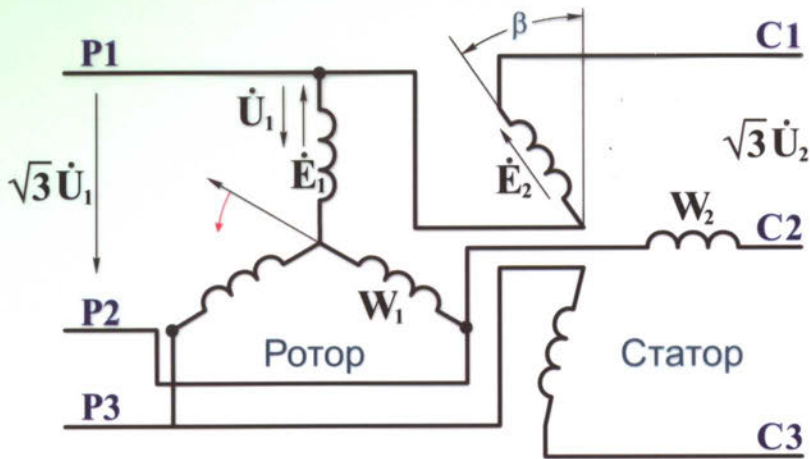 P1
β
C1
U̇₁
Ė₁
Ė₂
√3U̇₁
√3U̇₂
W₂
C2
W₁
P2
Ротор
Статор
P3
C3